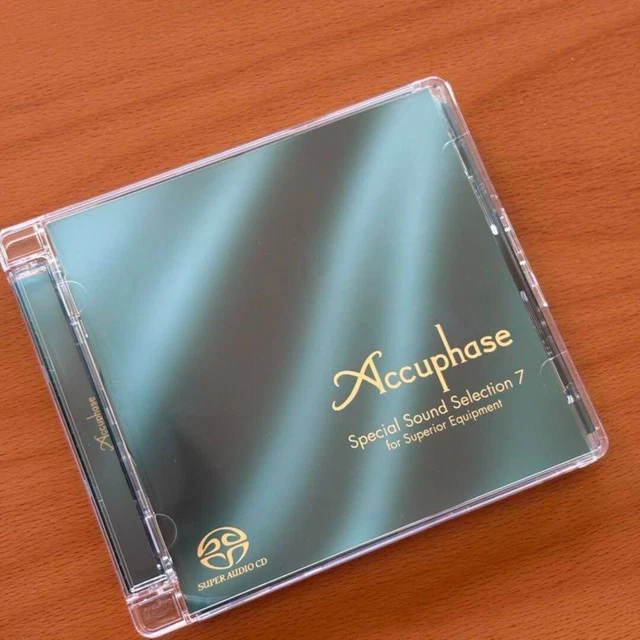 Accuphase
Special Sound Selection 7
for Superior Equipment
Accuphase
SUPER AUDIO CD